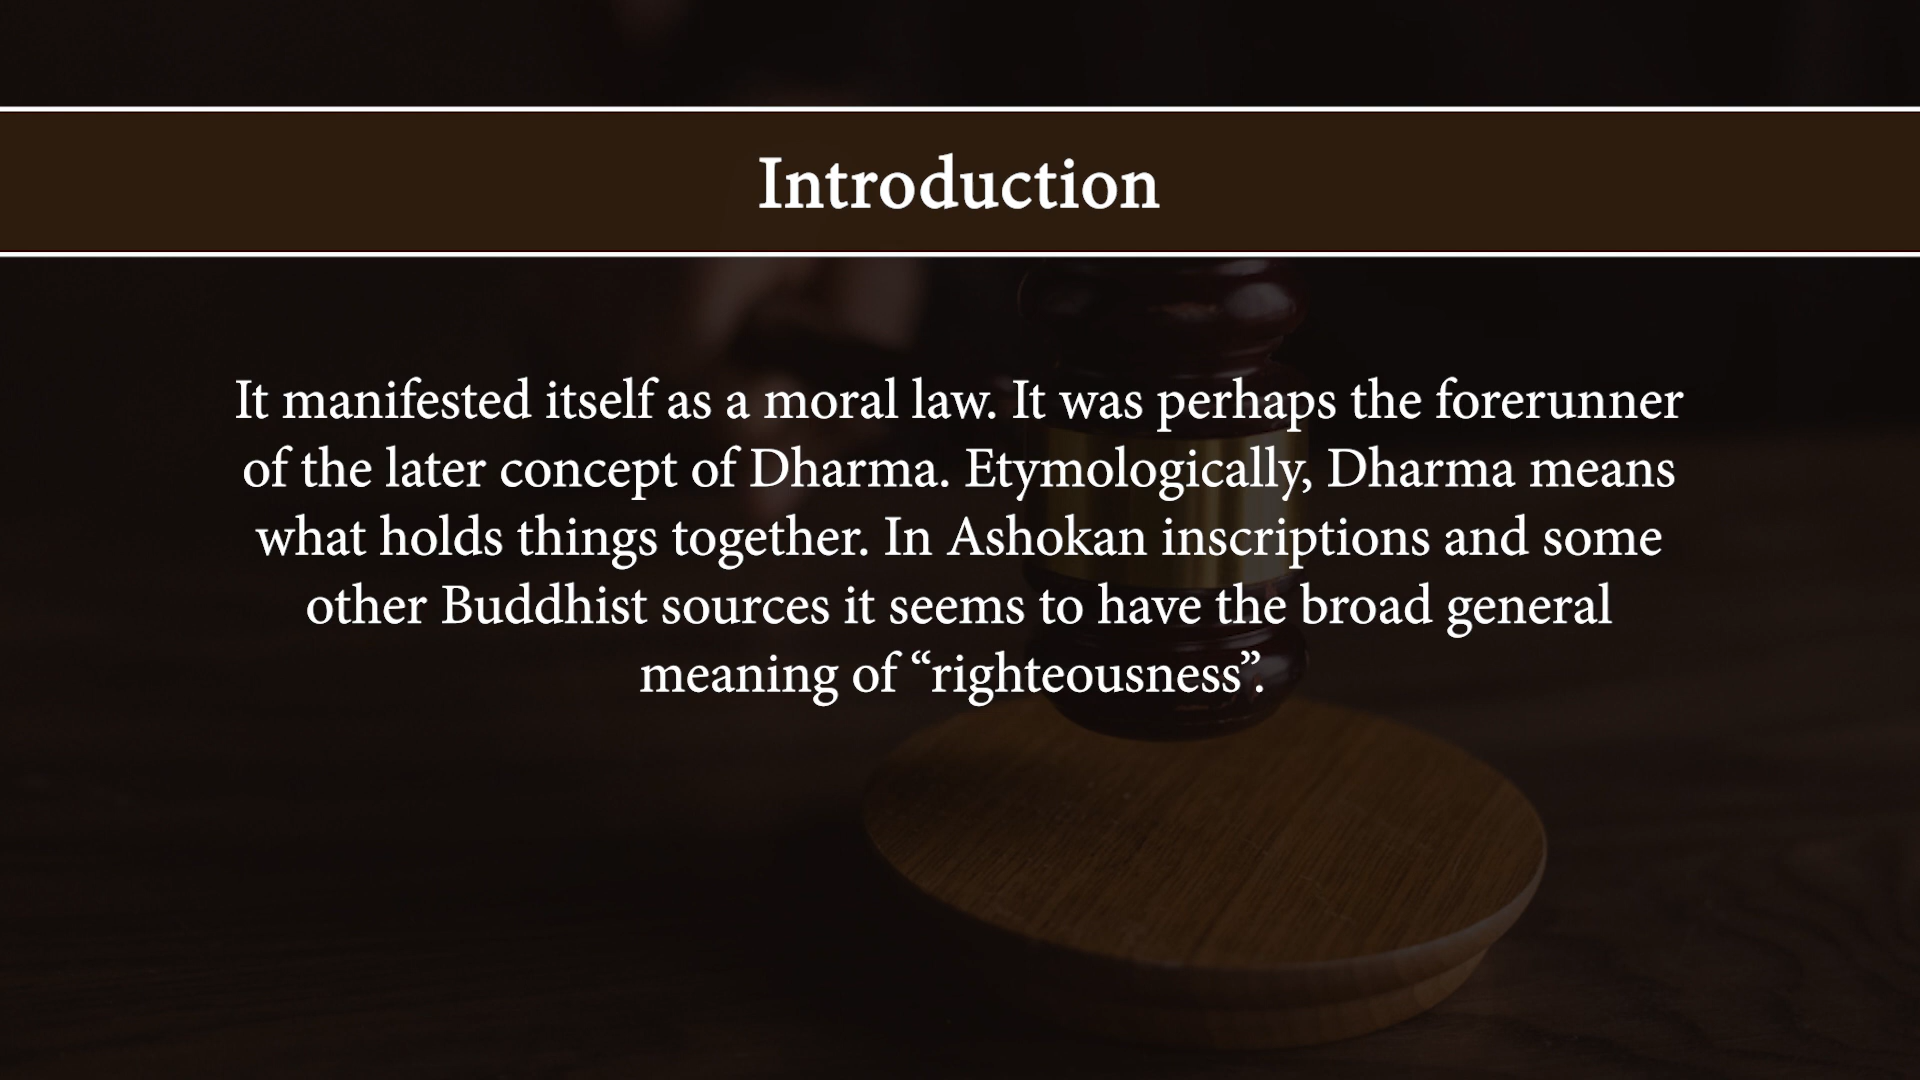 Introduction
It manifested itself as a moral law. It was perhaps the forerunner
of the later concept of Dharma. Etymologically, Dharma means
what holds things together. In Ashokan inscriptions and some
other Buddhist sources it seems to have the broad general
meaning of “righteousness”.